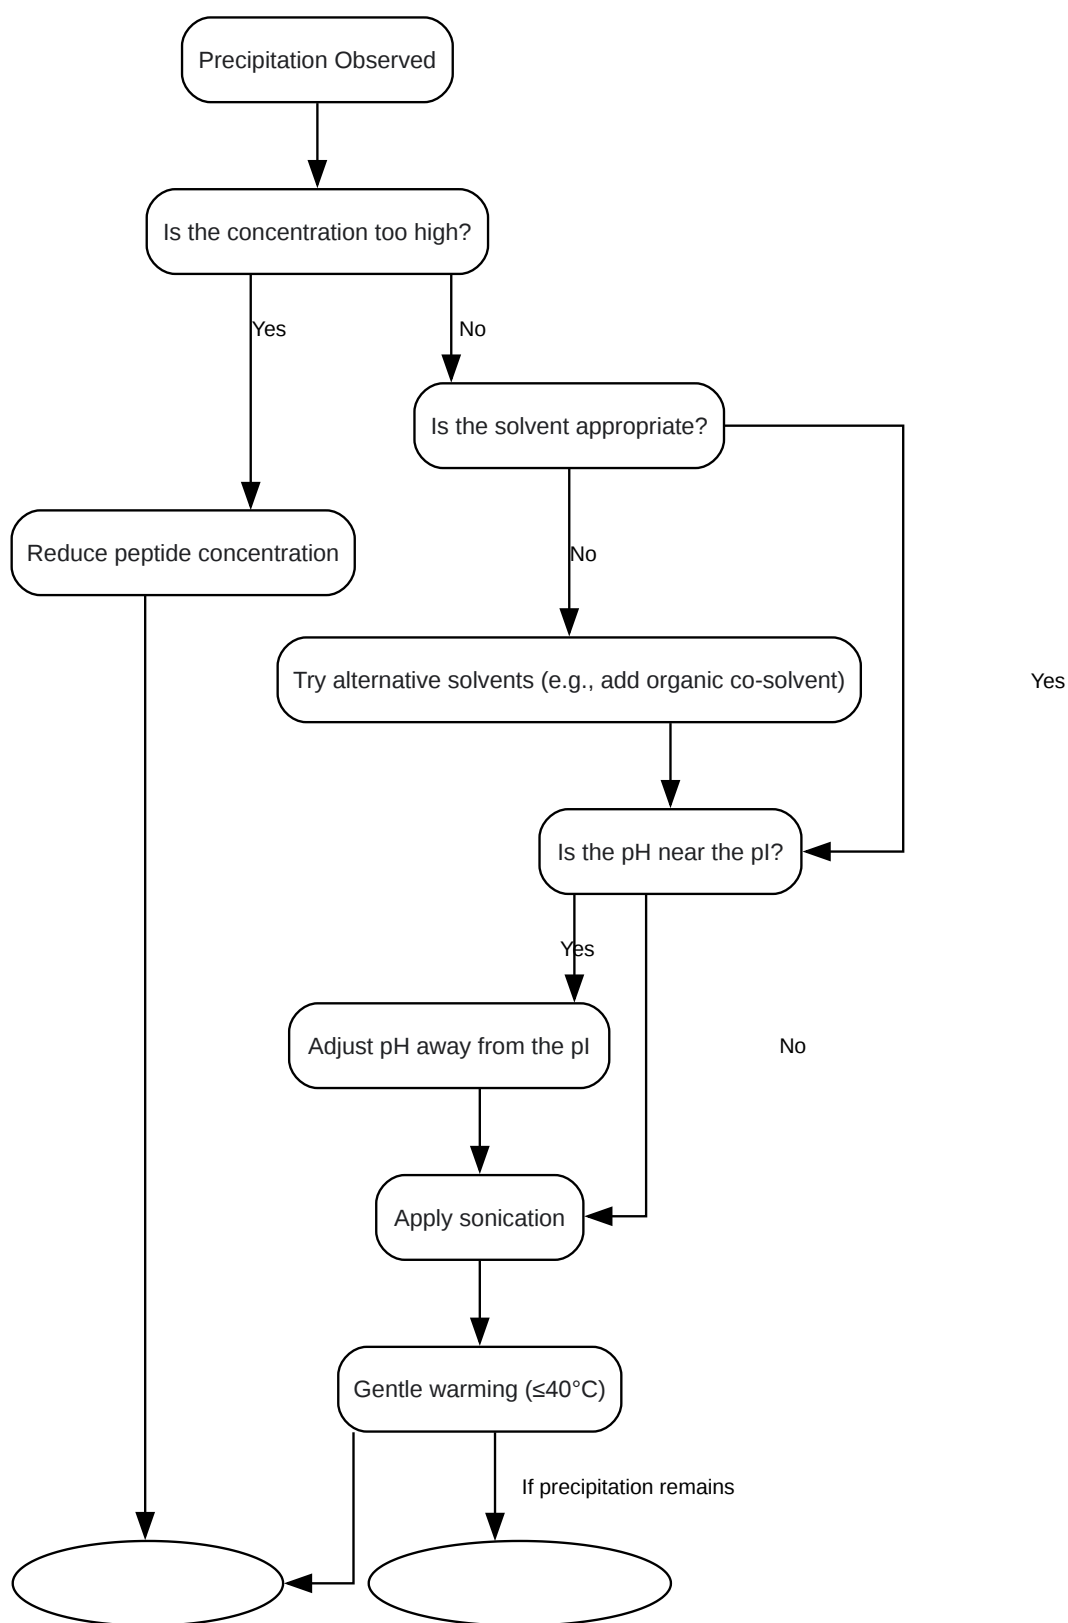 Precipitation Observed
Is the concentration too high?
Yes
No
Is the solvent appropriate?
Reduce peptide concentration
No
Try alternative solvents (e.g., add organic co-solvent)
Yes
Is the pH near the pI?
Yes
Adjust pH away from the pI
No
Apply sonication
Gentle warming (≤40°C)
If precipitation remains